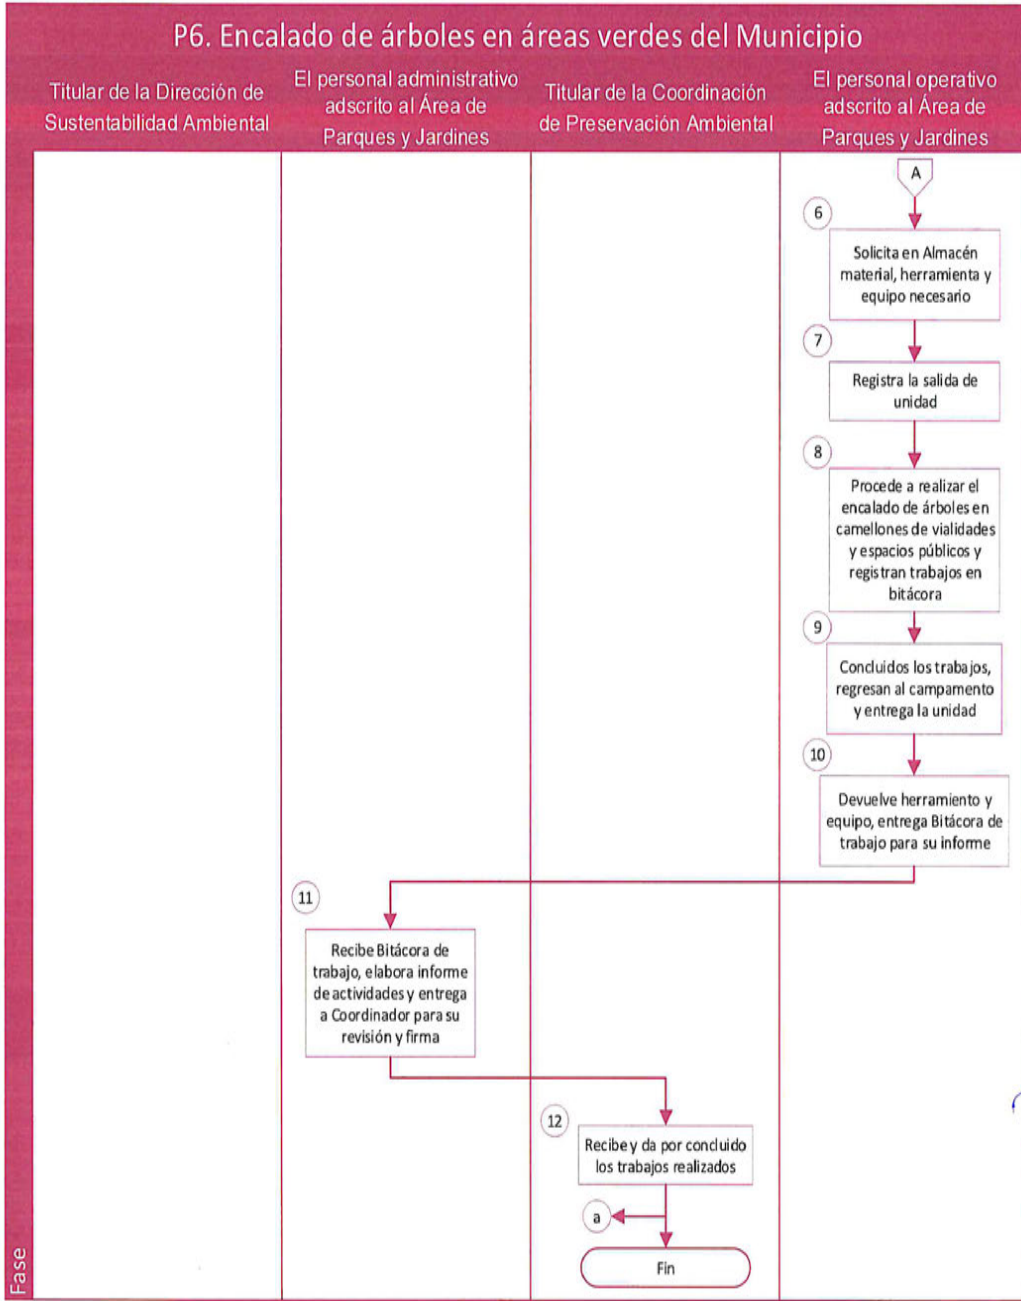 P6. Encalado de árboles en áreas verdes del Municipio
Titular de la Dirección de
Sustentabilidad Ambiental
El personal administrativo
adscrito al Área de
Parques y Jardines
Titular de la Coordinación
de Preservación Ambiental
El personal operativo
adscrito al Área de
Parques y Jardines
A
6
Solicita en Almacén
material, herramienta y
equipo necesario
7
Registra la salida de
unidad
8
Procede a realizar el
encalado de árboles en
camellones de vialidades
y espacios públicos y
registran trabajos en
bitácora
9
Concluidos los trabajos,
regresan al campamento
y entrega la unidad
10
Devuelve herramiento y
equipo, entrega Bitácora de
trabajo para su informe
11
Recibe Bitácora de
trabajo, elabora informe
de actividades y entrega
a Coordinador para su
revisión y firma
12
Recibe y da por concluido
los trabajos realizados
a
Fin
Fase